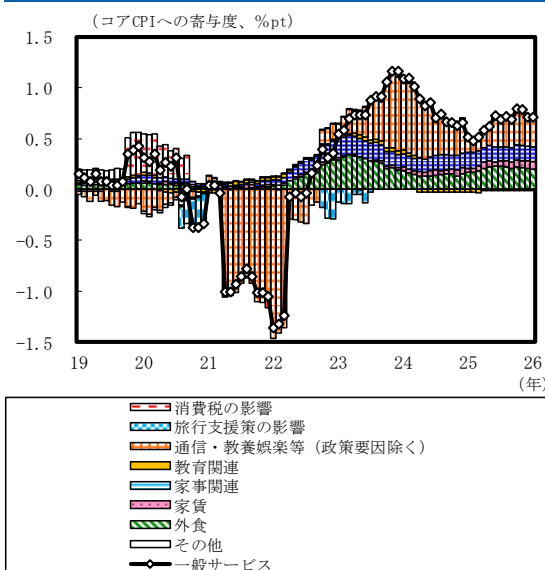 （コアCPIへの寄与度、%pt）
1.5
1.0
0.5
0.0
-0.5
-1.0
-1.5
19 20 21 22 23 24 25 26
（年）
消費税の影響
旅行支援策の影響
通信・教養娯楽等（政策要因除く）
教育関連
家事関連
家賃
外食
その他
一般サービス